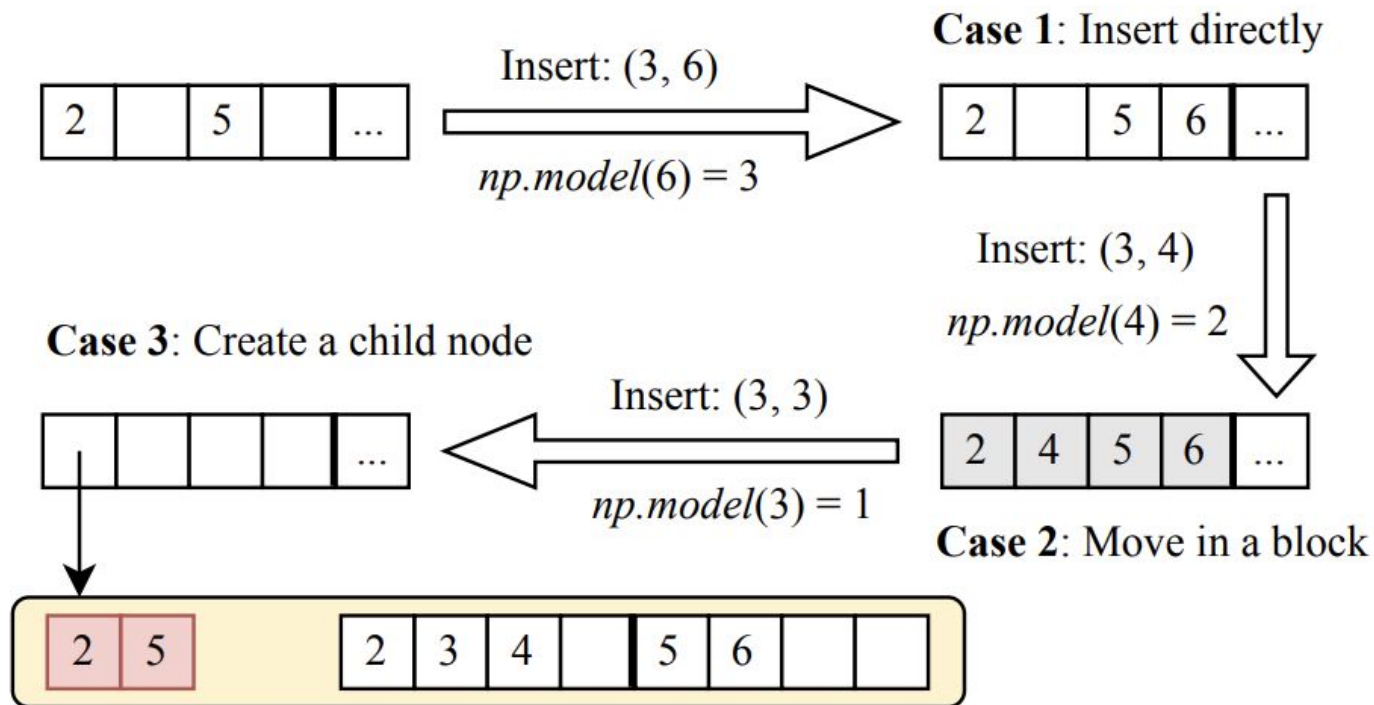 Case 1: Insert directly
Insert: (3, 6)
2 5 ...
2 5 6 ...
np.model(6) = 3
Insert: (3, 4)
np.model(4) = 2
Case 3: Create a child node
Insert: (3, 3)
...
2 4 5 6 ...
np.model(3) = 1
Case 2: Move in a block
2 5
2 3 4 5 6